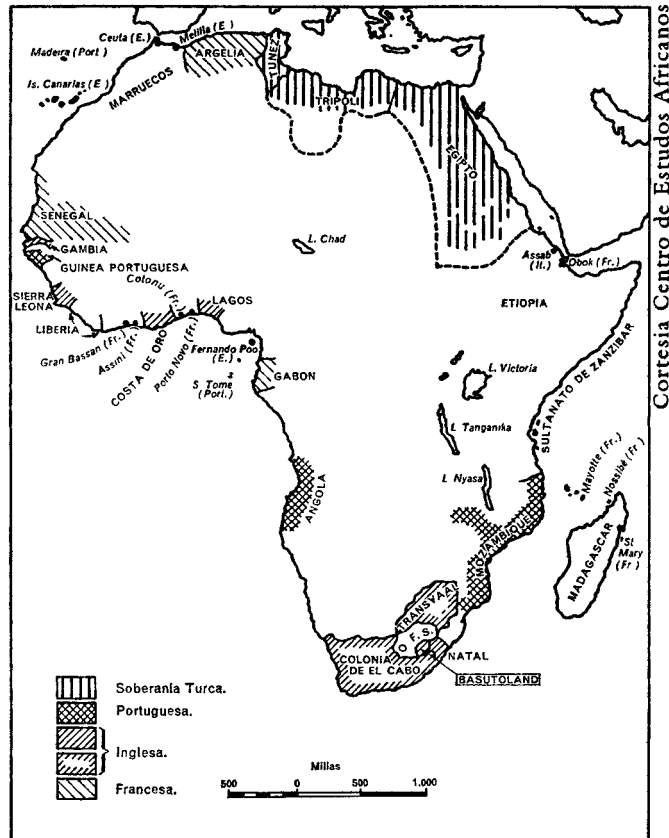 Ceuta (E.)
Melilla (E)
Madeira (Port)
ARGELIA
TUNEZ
Is. Canarias (E)
MARRUECOS
TRIPOLI
EGIPTO
SENEGAL
L. Chad
GAMBIA
GUINEA PORTUGUESA
Assab
(It.)
Obok (Fr.)
Cotonu (Fr.)
ETIOPIA
SIERRA
LEONA
LAGOS
LIBERIA
Gran Bassan (Fr.)
Assini (Fr.)
COSTA DE ORO
Porto Novo (Fr.)
Fernando Póo
(E.)
S. Tome
(Port.)
GABON
L. Victoria
SULTANATO DE ZANZIBAR
L Tanganika
L Nyasa
Mayotte (Fr.)
Nossibé (Fr)
ANGOLA
MOZAMBIQUE
MADAGASCAR
St
Mary
(Fr)
TRANSVAAL
O F. S.
COLONIA
DE EL CABO
NATAL
BASUTOLAND
Soberanía Turca.
Portuguesa.
Inglesa.
Francesa.
Millas
500 0 500 1.000
Cortesia Centro de Estudos Africanos